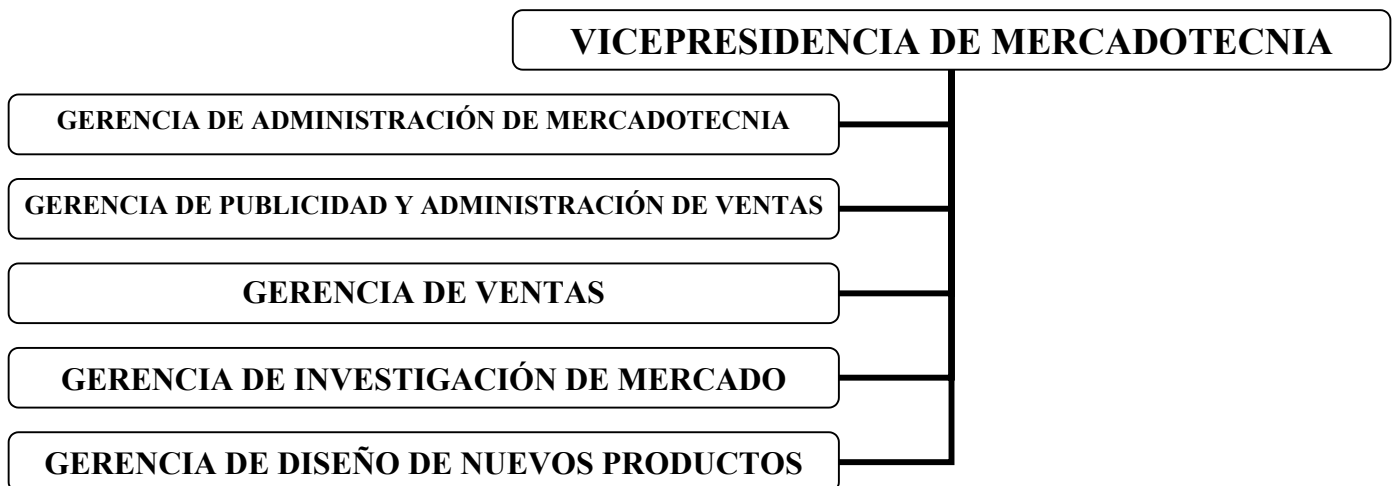 VICEPRESIDENCIA DE MERCADOTECNIA
GERENCIA DE ADMINISTRACIÓN DE MERCADOTECNIA
GERENCIA DE PUBLICIDAD Y ADMINISTRACIÓN DE VENTAS
GERENCIA DE VENTAS
GERENCIA DE INVESTIGACIÓN DE MERCADO
GERENCIA DE DISEÑO DE NUEVOS PRODUCTOS